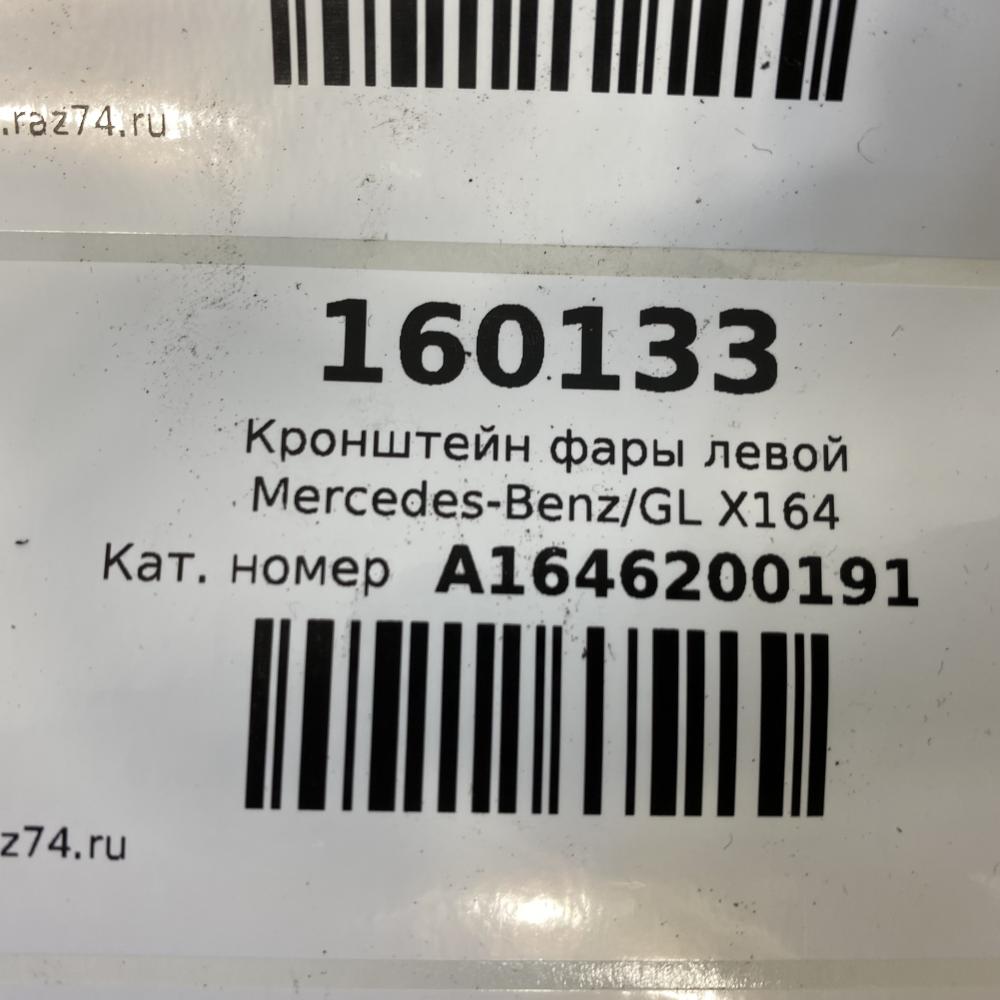 .raz74.ru
160133
Кронштейн фары левой
Mercedes-Benz/GL X164
Кат. номер A1646200191
z74.ru